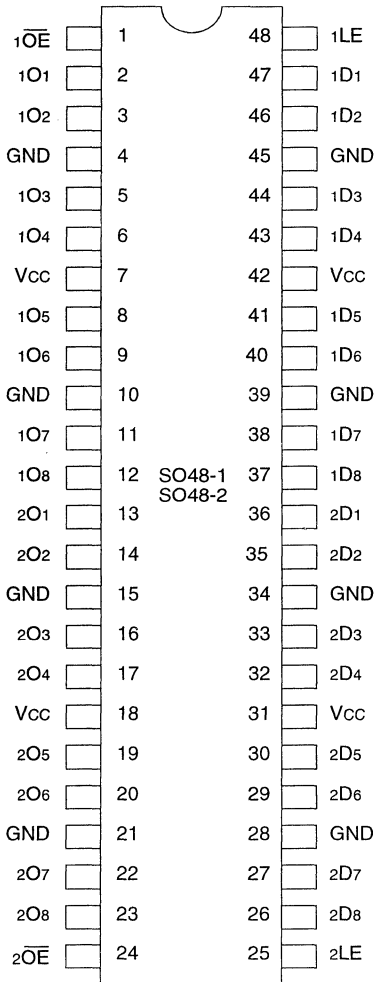 1O̅E̅ 1 48 1LE
1O1 2 47 1D1
1O2 3 46 1D2
GND 4 45 GND
1O3 5 44 1D3
1O4 6 43 1D4
VCC 7 42 VCC
1O5 8 41 1D5
1O6 9 40 1D6
GND 10 39 GND
1O7 11 38 1D7
1O8 12 SO48-1 37 1D8
SO48-2
2O1 13 36 2D1
2O2 14 35 2D2
GND 15 34 GND
2O3 16 33 2D3
2O4 17 32 2D4
VCC 18 31 VCC
2O5 19 30 2D5
2O6 20 29 2D6
GND 21 28 GND
2O7 22 27 2D7
2O8 23 26 2D8
2O̅E̅ 24 25 2LE